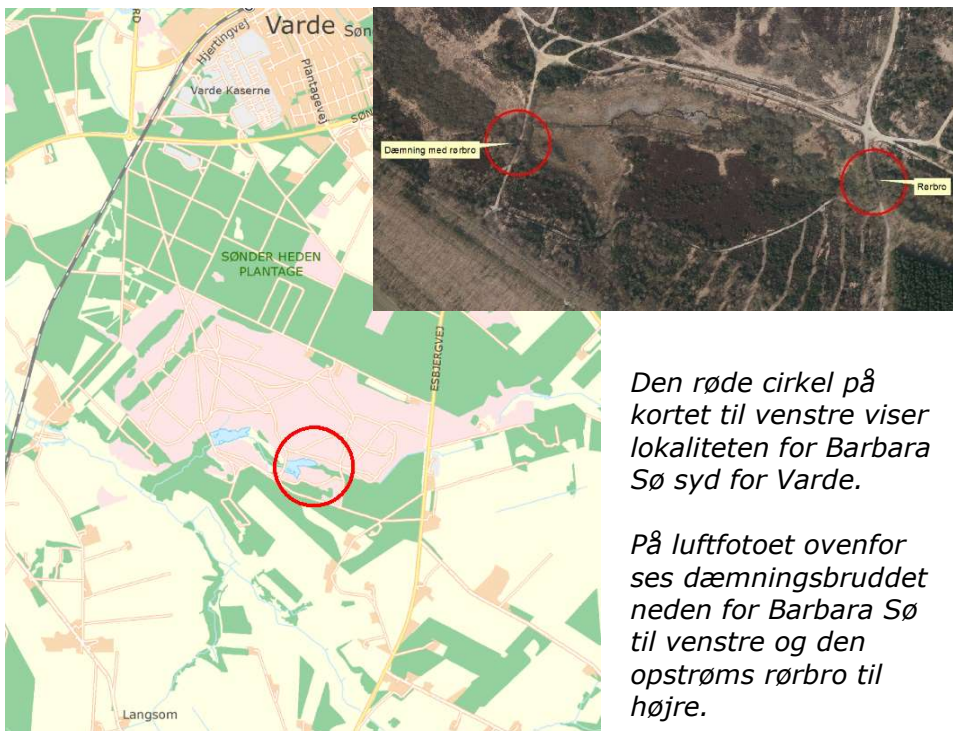 Varde
Hjertingvej
Varde Kaserne
Plantagevej
SØNDER HEDEN
PLANTAGE
ESBJERGVEJ
Langsom
Dæmning med rørbro
Rørbro
Den røde cirkel på
kortet til venstre viser
lokaliteten for Barbara
Sø syd for Varde.
På luftfotoet ovenfor
ses dæmningsbruddet
neden for Barbara Sø
til venstre og den
opstrøms rørbro til
højre.